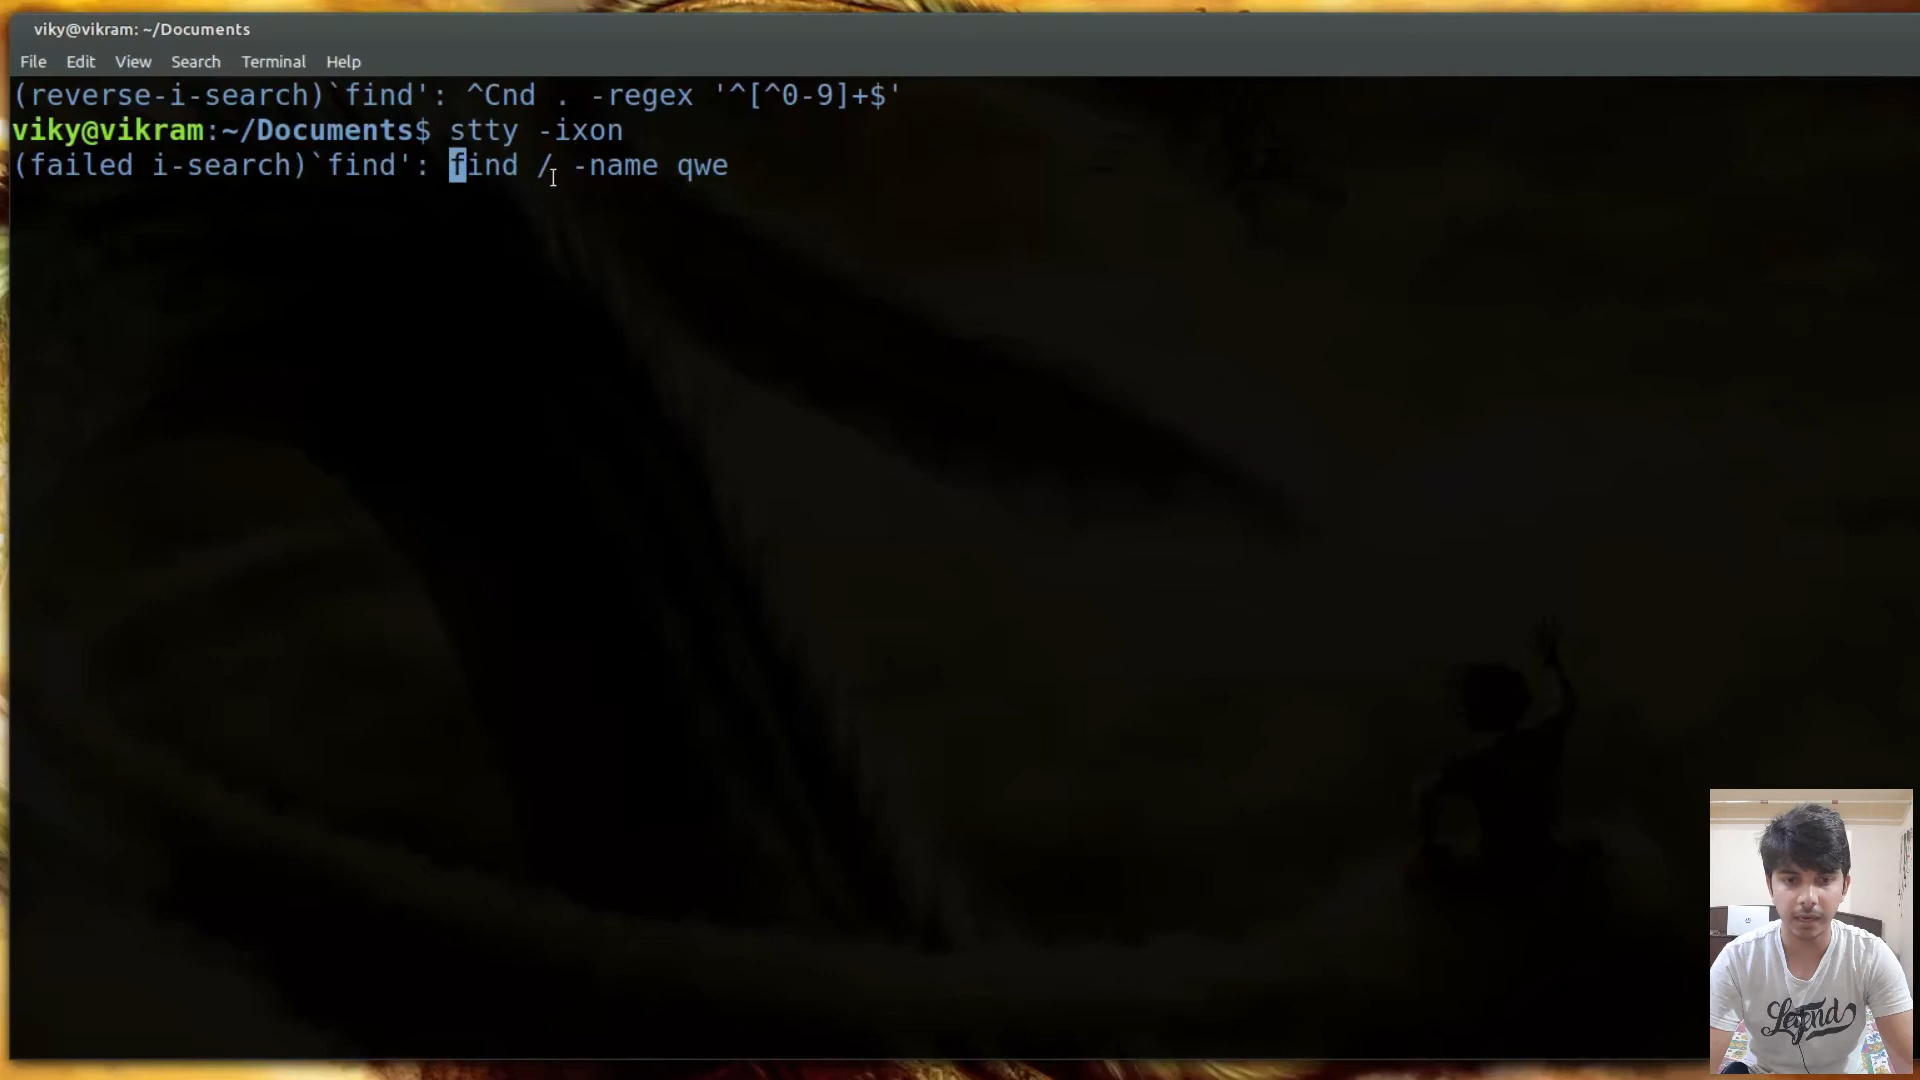 viky@vikram: ~/Documents
File Edit View Search Terminal Help
(reverse-i-search)`find': ^Cnd . -regex '^[^0-9]+$'
viky@vikram:~/Documents$ stty -ixon
(failed i-search)`find': find / -name qwe
Legend